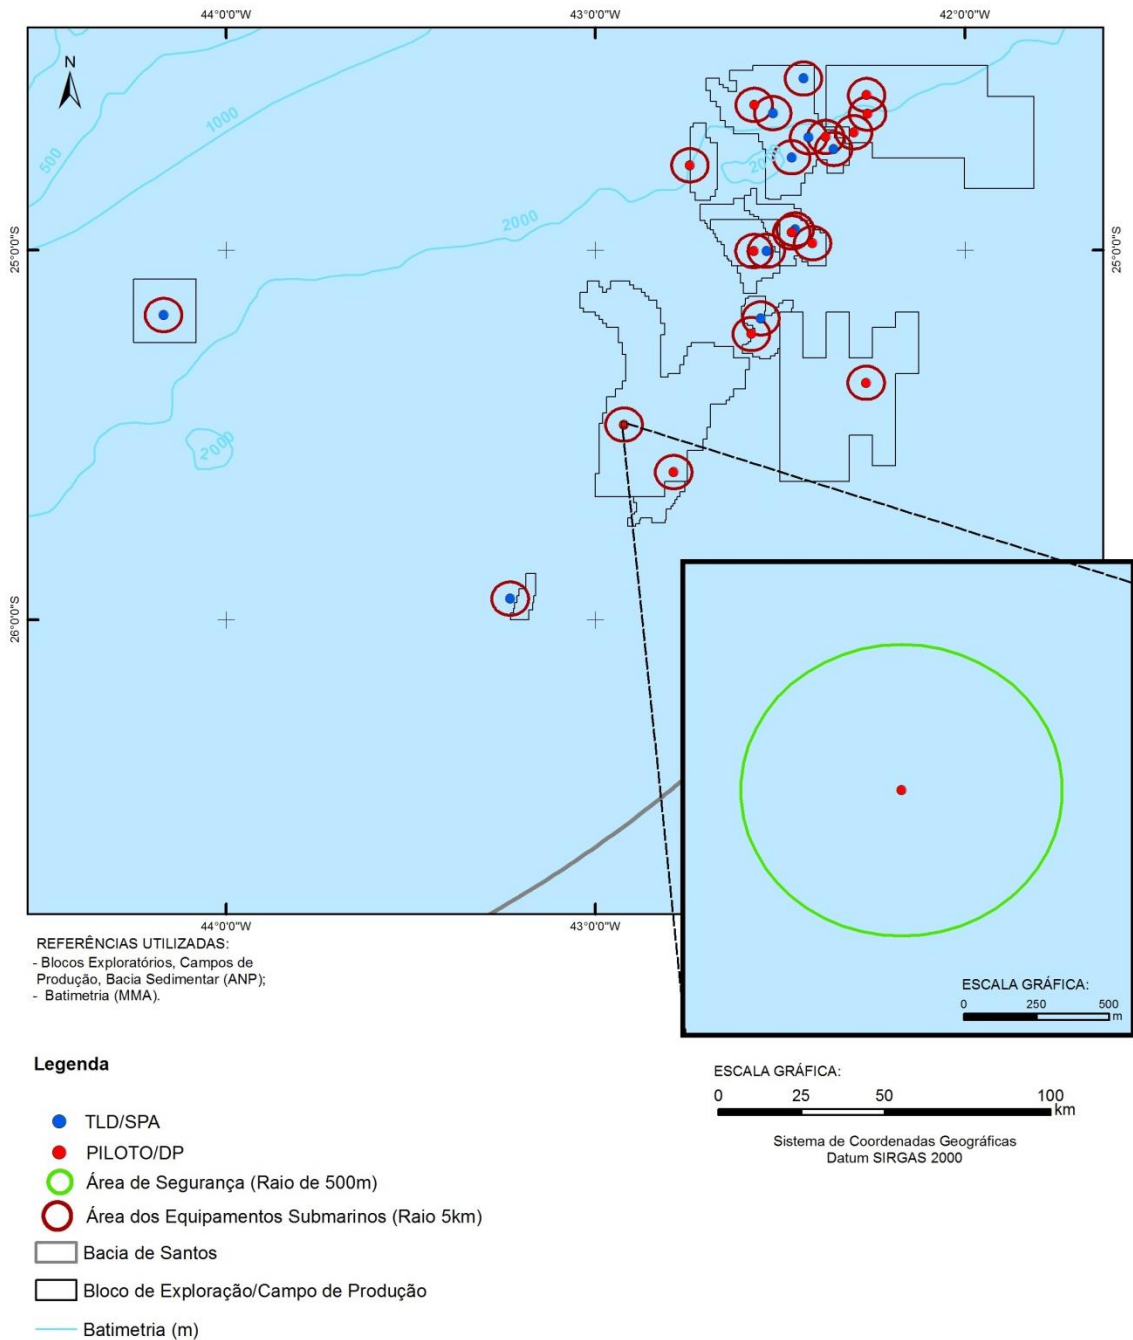 44°0'0"W 43°0'0"W 42°0'0"W
N
500
1000
2000
2000
25°0'0"S 25°0'0"S
2000
26°0'0"S 26°0'0"S
44°0'0"W 43°0'0"W
REFERÊNCIAS UTILIZADAS:
- Blocos Exploratórios, Campos de
Produção, Bacia Sedimentar (ANP);
- Batimetria (MMA).
ESCALA GRÁFICA:
0 250 500
m
Legenda
TLD/SPA
PILOTO/DP
Área de Segurança (Raio de 500m)
Área dos Equipamentos Submarinos (Raio 5km)
Bacia de Santos
Bloco de Exploração/Campo de Produção
Batimetria (m)
ESCALA GRÁFICA:
0 25 50 100
km
Sistema de Coordenadas Geográficas
Datum SIRGAS 2000